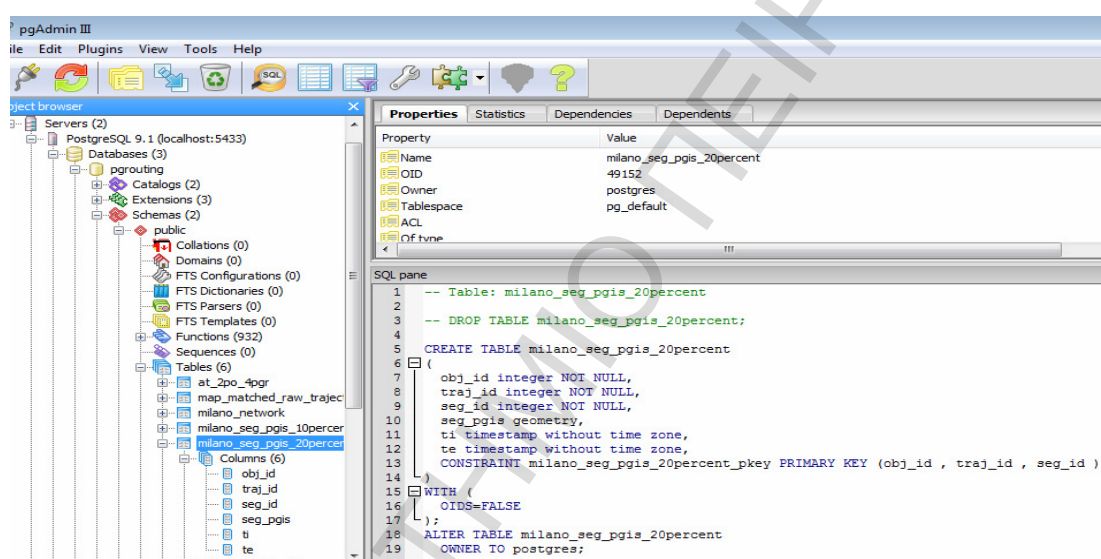 pgAdmin III
ile Edit Plugins View Tools Help
SQL
oject browser
Servers (2)
PostgreSQL 9.1 (localhost:5433)
Databases (3)
pgrouting
Catalogs (2)
Extensions (3)
Schemas (2)
public
Collations (0)
Domains (0)
FTS Configurations (0)
FTS Dictionaries (0)
FTS Parsers (0)
FTS Templates (0)
Functions (932)
Sequences (0)
Tables (6)
at_2po_4pgr
map_matched_raw_trajec
milano_network
milano_seg_pgis_10percer
milano_seg_pgis_20percer
Columns (6)
obj_id
traj_id
seg_id
seg_pgis
ti
te
Properties Statistics Dependencies Dependents
Property Value
Name milano_seg_pgis_20percent
OID 49152
Owner postgres
Tablespace pg_default
ACL
Of type
SQL pane
1 -- Table: milano_seg_pgis_20percent
2
3 -- DROP TABLE milano_seg_pgis_20percent;
4
5 CREATE TABLE milano_seg_pgis_20percent
6 (
7 obj_id integer NOT NULL,
8 traj_id integer NOT NULL,
9 seg_id integer NOT NULL,
10 seg_pgis geometry,
11 ti timestamp without time zone,
12 te timestamp without time zone,
13 CONSTRAINT milano_seg_pgis_20percent_pkey PRIMARY KEY (obj_id , traj_id , seg_id )
14 )
15 WITH (
16 OIDS=FALSE
17 );
18 ALTER TABLE milano_seg_pgis_20percent
19 OWNER TO postgres;
ΤΗΜΙΟ ΠΕΙ